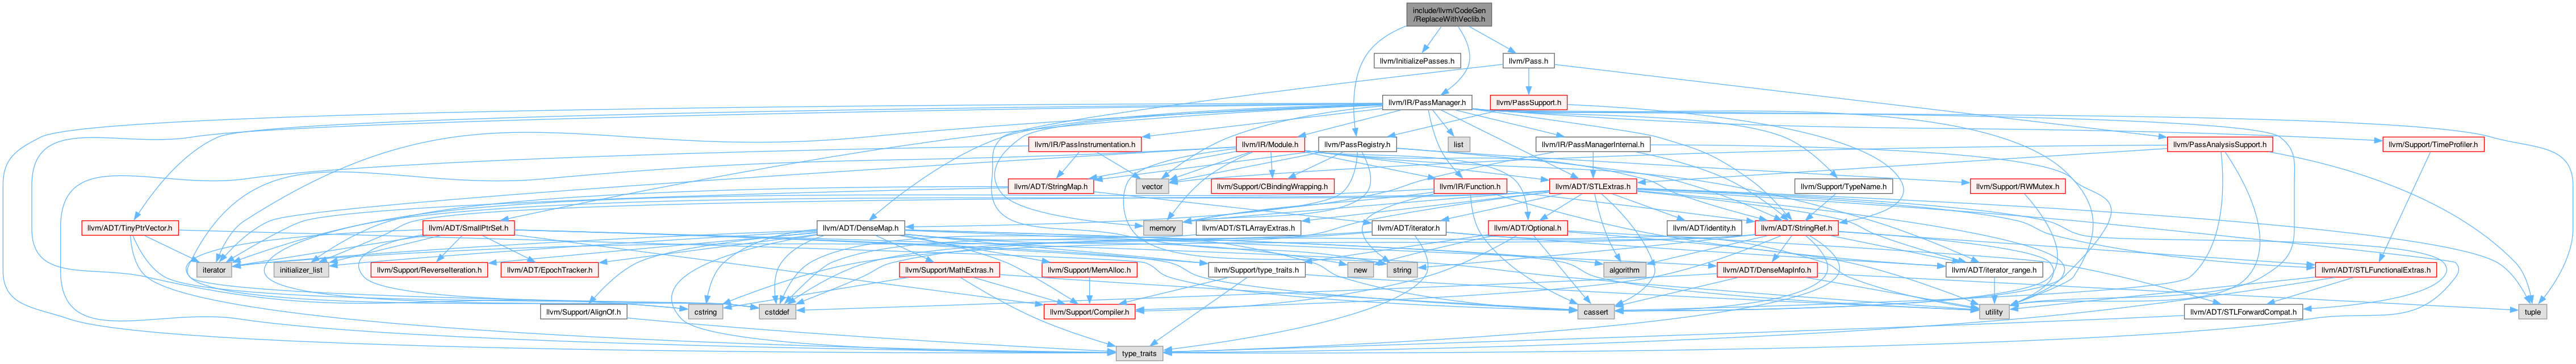 include/llvm/CodeGen
/ReplaceWithVeclib.h
llvm/InitializePasses.h
llvm/Pass.h
llvm/IR/PassManager.h
llvm/PassSupport.h
llvm/IR/PassInstrumentation.h
llvm/IR/Module.h
llvm/PassRegistry.h
list
llvm/IR/PassManagerInternal.h
llvm/PassAnalysisSupport.h
llvm/Support/TimeProfiler.h
llvm/ADT/StringMap.h
vector
llvm/Support/CBindingWrapping.h
llvm/IR/Function.h
llvm/ADT/STLExtras.h
llvm/Support/TypeName.h
llvm/Support/RWMutex.h
llvm/ADT/TinyPtrVector.h
llvm/ADT/SmallPtrSet.h
llvm/ADT/DenseMap.h
memory
llvm/ADT/STLArrayExtras.h
llvm/ADT/iterator.h
llvm/ADT/Optional.h
llvm/ADT/identity.h
llvm/ADT/StringRef.h
iterator
initializer_list
llvm/Support/ReverseIteration.h
llvm/ADT/EpochTracker.h
llvm/Support/MathExtras.h
llvm/Support/MemAlloc.h
llvm/Support/type_traits.h
new
string
algorithm
llvm/ADT/DenseMapInfo.h
llvm/ADT/iterator_range.h
llvm/ADT/STLFunctionalExtras.h
llvm/Support/AlignOf.h
cstring
cstddef
llvm/Support/Compiler.h
cassert
utility
llvm/ADT/STLForwardCompat.h
tuple
type_traits